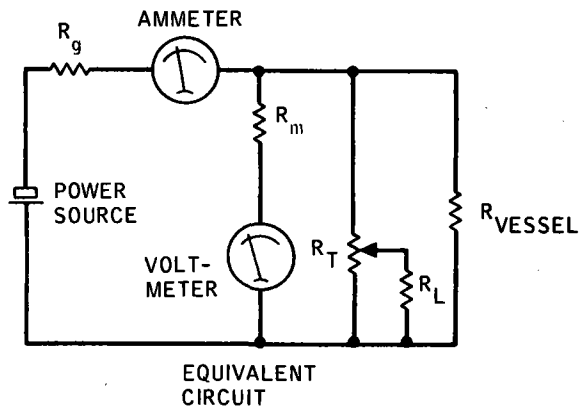 AMMETER
Rg
Rm
POWER
SOURCE
VOLT-
METER
RT
RL
RVESSEL
EQUIVALENT
CIRCUIT